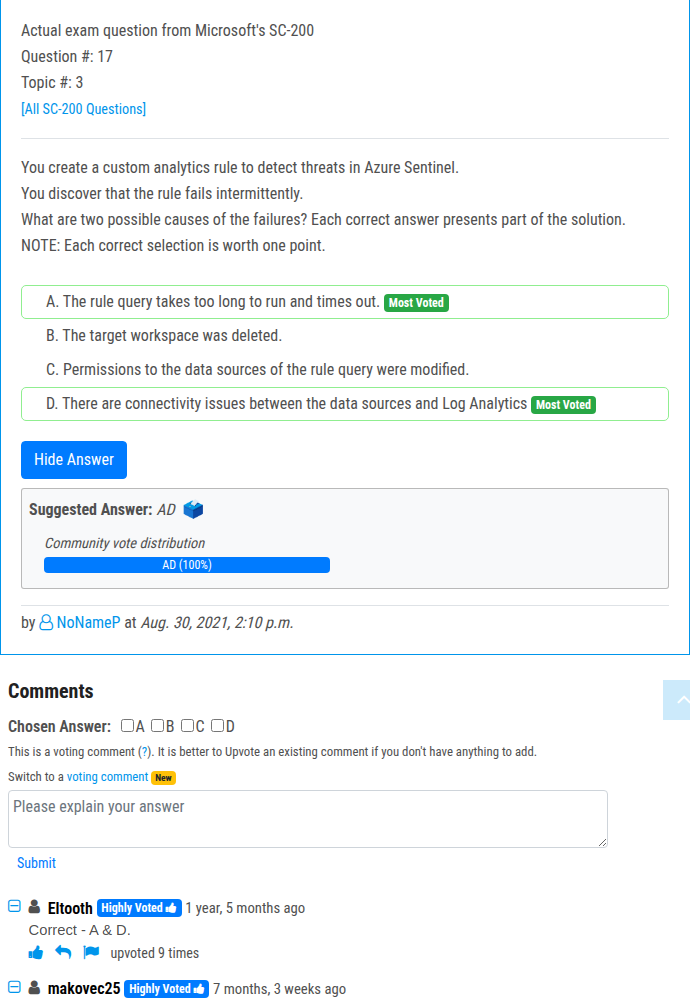 Actual exam question from Microsoft's SC-200
Question #: 17
Topic #: 3
[All SC-200 Questions]
You create a custom analytics rule to detect threats in Azure Sentinel.
You discover that the rule fails intermittently.
What are two possible causes of the failures? Each correct answer presents part of the solution.
NOTE: Each correct selection is worth one point.
A. The rule query takes too long to run and times out. Most Voted
B. The target workspace was deleted.
C. Permissions to the data sources of the rule query were modified.
D. There are connectivity issues between the data sources and Log Analytics Most Voted
Hide Answer
Suggested Answer: AD
Community vote distribution
AD (100%)
by NoNameP at Aug. 30, 2021, 2:10 p.m.
Comments
Chosen Answer: A B C D
This is a voting comment (?). It is better to Upvote an existing comment if you don't have anything to add.
Switch to a voting comment New
Please explain your answer
Submit
Eltooth Highly Voted 1 year, 5 months ago
Correct - A & D.
upvoted 9 times
makovec25 Highly Voted 7 months, 3 weeks ago